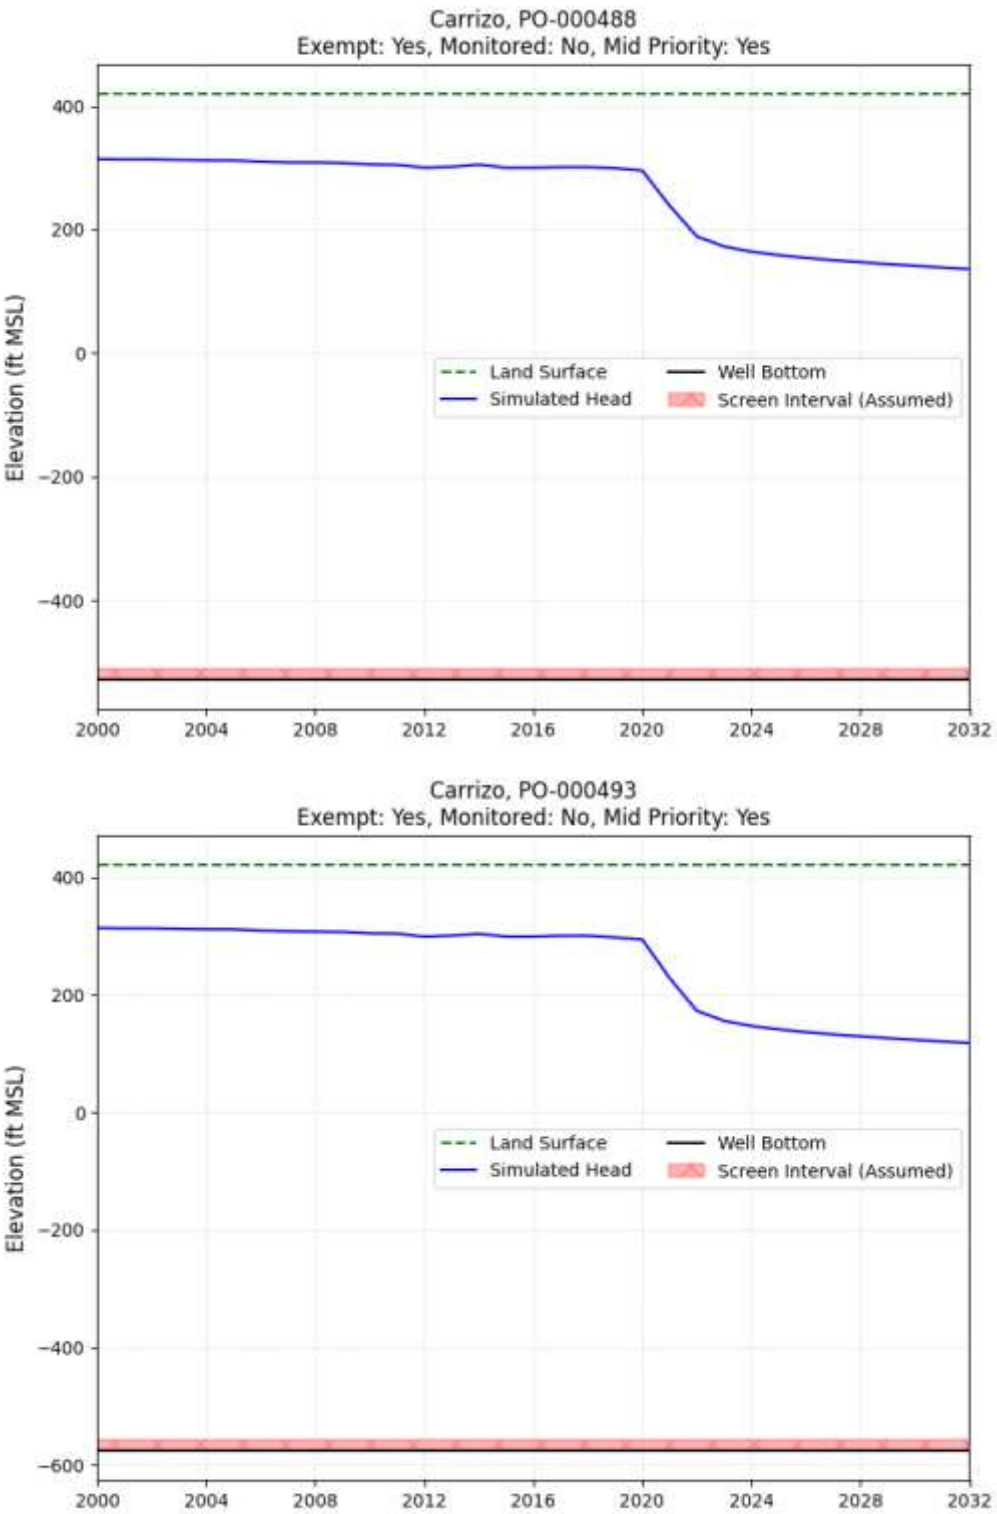 Carrizo, PO-000488
Exempt: Yes, Monitored: No, Mid Priority: Yes
400
200
0
−200
−400
Elevation (ft MSL)
Land Surface
Simulated Head
Well Bottom
Screen Interval (Assumed)
2000 2004 2008 2012 2016 2020 2024 2028 2032
Carrizo, PO-000493
Exempt: Yes, Monitored: No, Mid Priority: Yes
400
200
0
−200
−400
−600
Elevation (ft MSL)
Land Surface
Simulated Head
Well Bottom
Screen Interval (Assumed)
2000 2004 2008 2012 2016 2020 2024 2028 2032